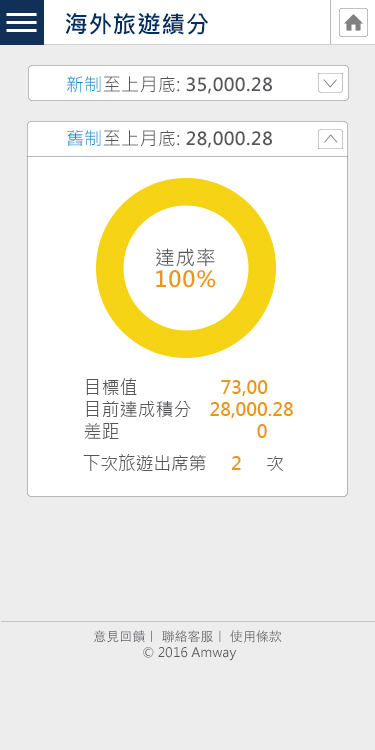 海外旅遊績分
新制至上月底: 35,000.28
舊制至上月底: 28,000.28
達成率
100%
目標值 73,00
目前達成積分 28,000.28
差距 0
下次旅遊出席第 2 次
意見回饋 | 聯絡客服 | 使用條款
© 2016 Amway